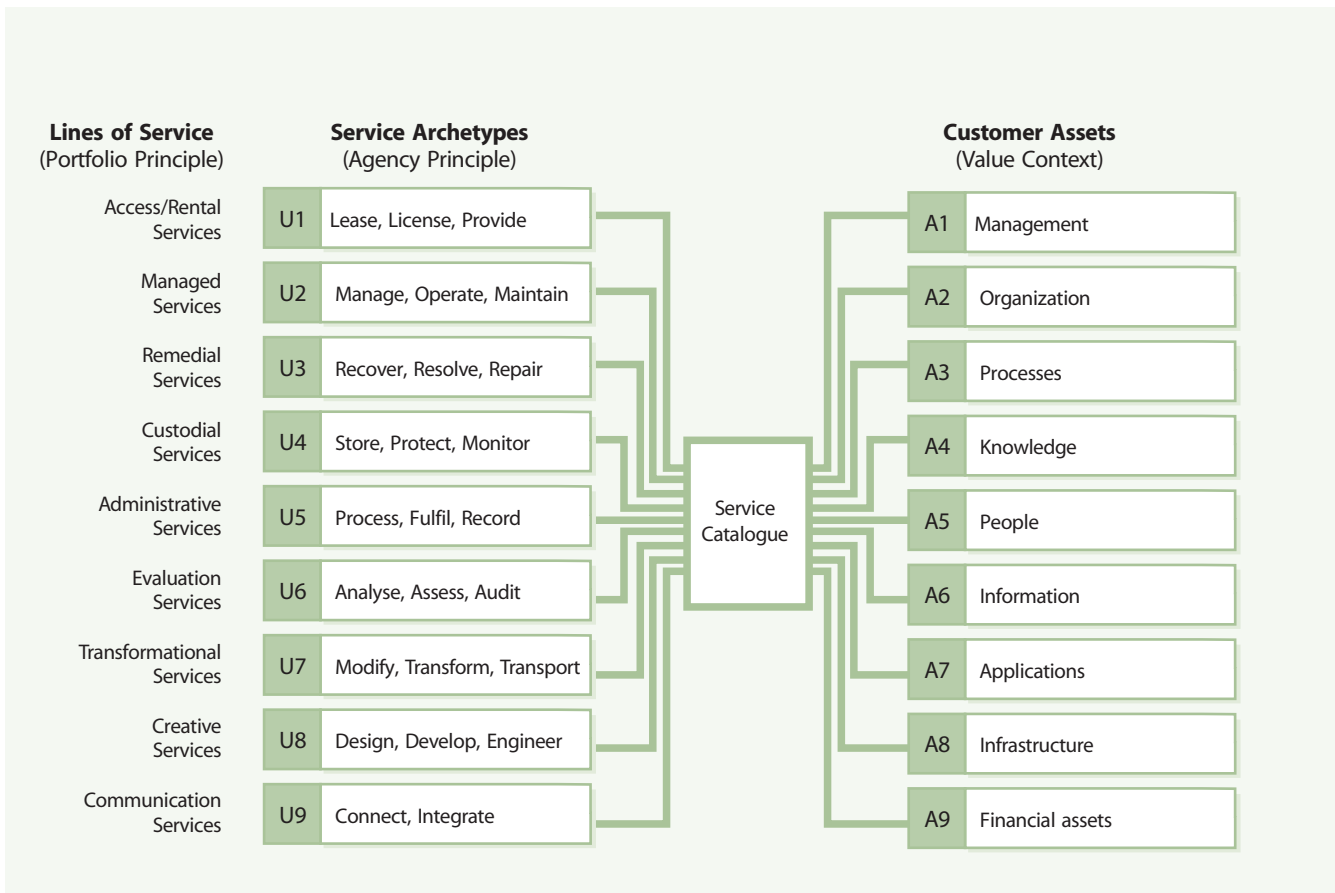 Lines of Service
(Portfolio Principle)
Service Archetypes
(Agency Principle)
Customer Assets
(Value Context)
Access/Rental
Services
U1
Lease, License, Provide
A1
Management
Managed
Services
U2
Manage, Operate, Maintain
A2
Organization
Remedial
Services
U3
Recover, Resolve, Repair
A3
Processes
Custodial
Services
U4
Store, Protect, Monitor
A4
Knowledge
Administrative
Services
U5
Process, Fulfil, Record
Service
Catalogue
A5
People
Evaluation
Services
U6
Analyse, Assess, Audit
A6
Information
Transformational
Services
U7
Modify, Transform, Transport
A7
Applications
Creative
Services
U8
Design, Develop, Engineer
A8
Infrastructure
Communication
Services
U9
Connect, Integrate
A9
Financial assets